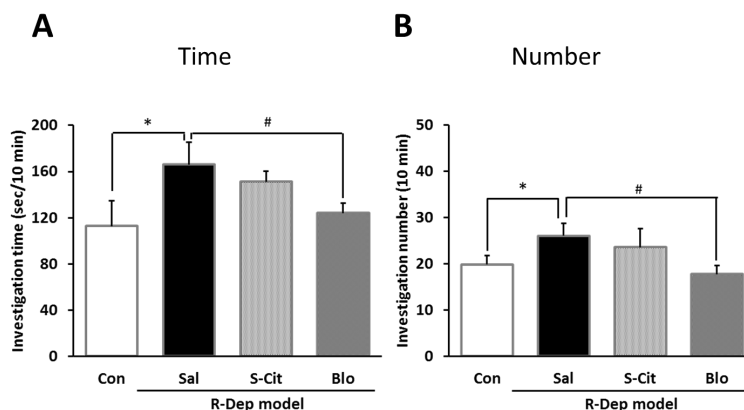 A
Time
Investigation time (sec/10 min)
200
160
120
80
40
0
*
#
Con
Sal
S-Cit
Blo
R-Dep model
B
Number
Investigation number (10 min)
50
40
30
20
10
0
*
#
Con
Sal
S-Cit
Blo
R-Dep model